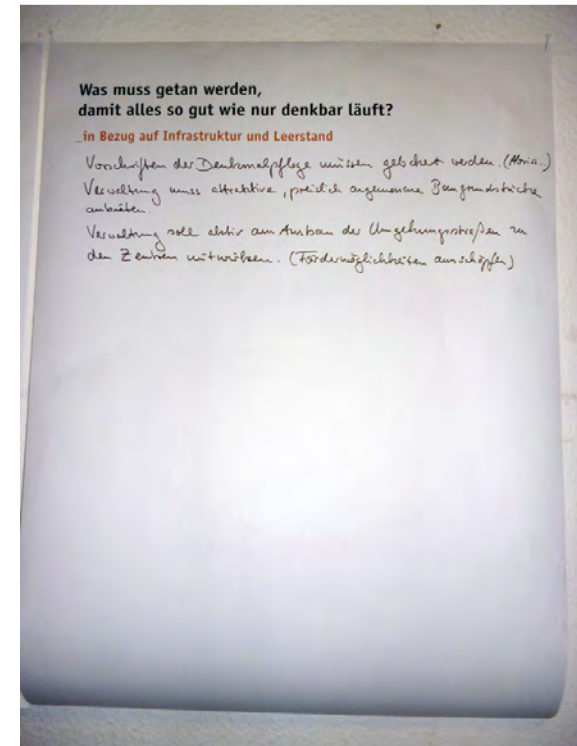 Was muss getan werden,
damit alles so gut wie nur denkbar läuft?
_in Bezug auf Infrastruktur und Leerstand
Vorschriften der Denkmalpflege müssen gelockert werden. (Abriss..)
Verwaltung muss attraktive, preislich angemessene Baugrundstücke
anbieten.
Verwaltung soll aktiv am Ausbau der Umgehungsstraßen zu
den Zentren mitwirken. (Fördermöglichkeiten ausschöpfen)